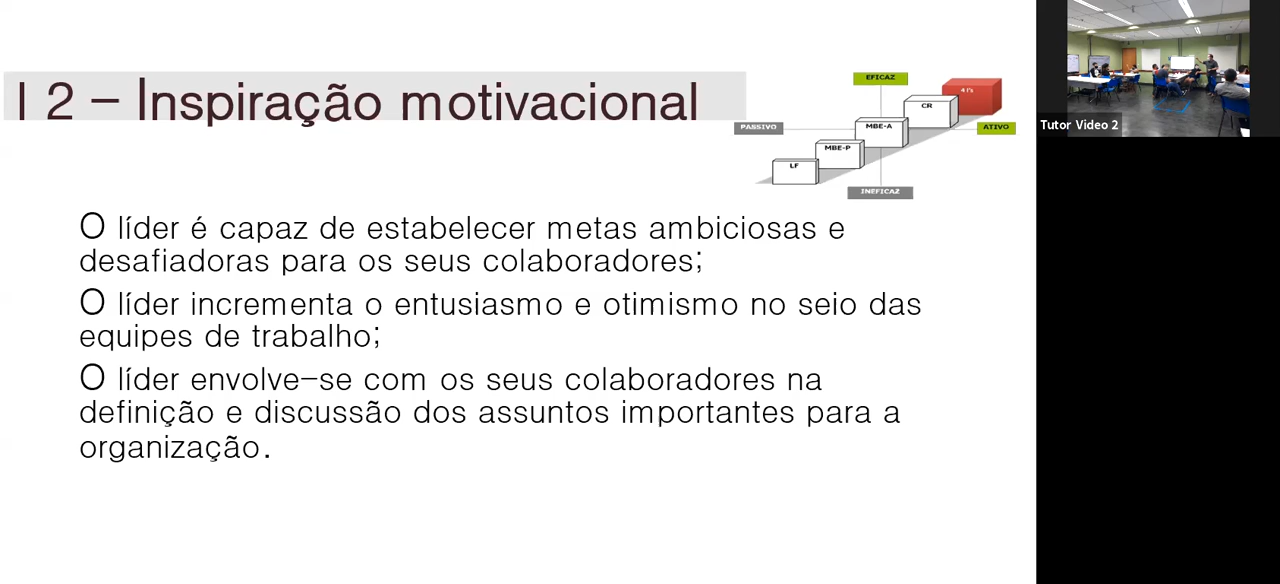 I 2 – Inspiração motivacional
EFICAZ
4 I's
CR
PASSIVO
MBE-A
ATIVO
MBE-P
LF
INEFICAZ
O líder é capaz de estabelecer metas ambiciosas e
desafiadoras para os seus colaboradores;
O líder incrementa o entusiasmo e otimismo no seio das
equipes de trabalho;
O líder envolve-se com os seus colaboradores na
definição e discussão dos assuntos importantes para a
organização.
Tutor Video 2